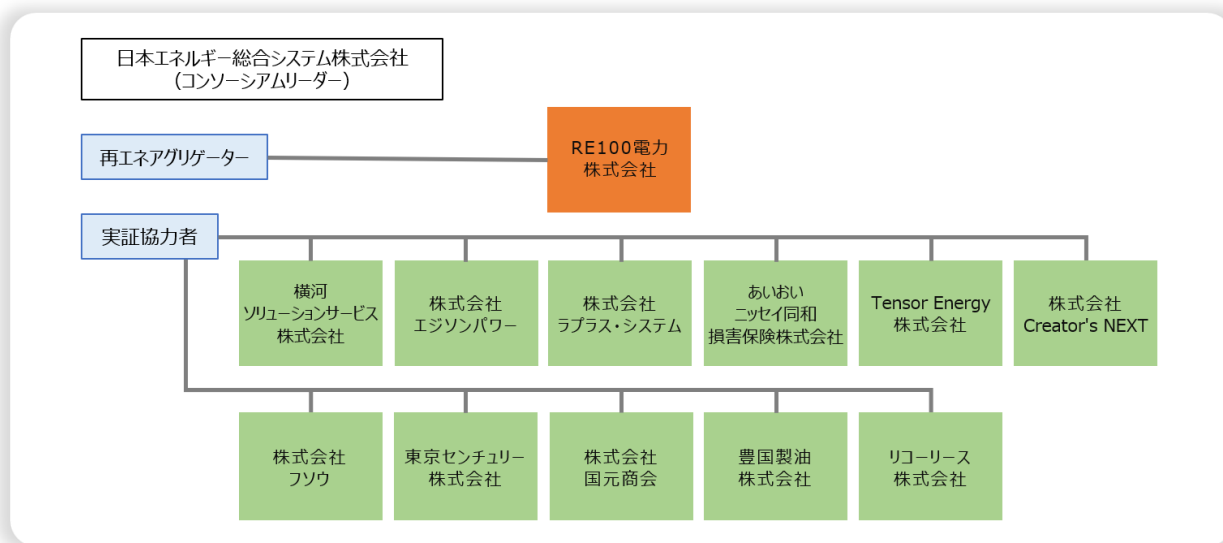 日本エネルギー総合システム株式会社
（コンソーシアムリーダー）
再エネアグリゲーター
RE100電力
株式会社
実証協力者
横河
ソリューションサービス
株式会社
株式会社
エジソンパワー
株式会社
ラプラス・システム
あいおい
ニッセイ同和
損害保険株式会社
Tensor Energy
株式会社
株式会社
Creator's NEXT
株式会社
フソウ
東京センチュリー
株式会社
株式会社
国元商会
豊国製油
株式会社
リコーリース
株式会社